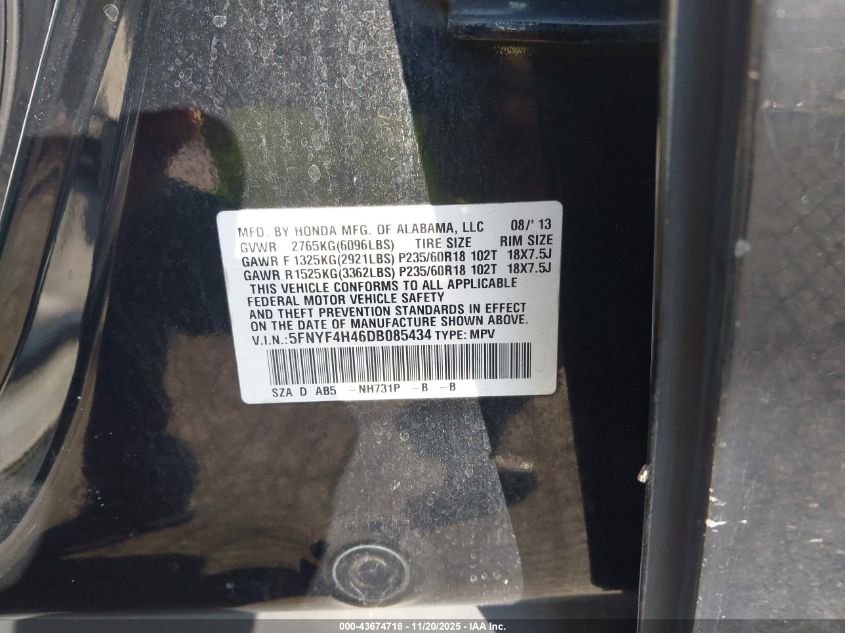 MFD. BY HONDA MFG. OF ALABAMA, LLC 08/'13
GVWR 2765KG(6096LBS) TIRE SIZE RIM SIZE
GAWR F 1325KG(2921LBS) P235/60R18 102T 18X7.5J
GAWR R1525KG(3362LBS) P235/60R18 102T 18X7.5J
THIS VEHICLE CONFORMS TO ALL APPLICABLE
FEDERAL MOTOR VEHICLE SAFETY
AND THEFT PREVENTION STANDARDS IN EFFECT
ON THE DATE OF MANUFACTURE SHOWN ABOVE.
V.I.N.:5FNYF4H46DB085434 TYPE: MPV
SZA D AB5 -NH731P -B -B
000-43674718 - 11/20/2025 - IAA, Inc.